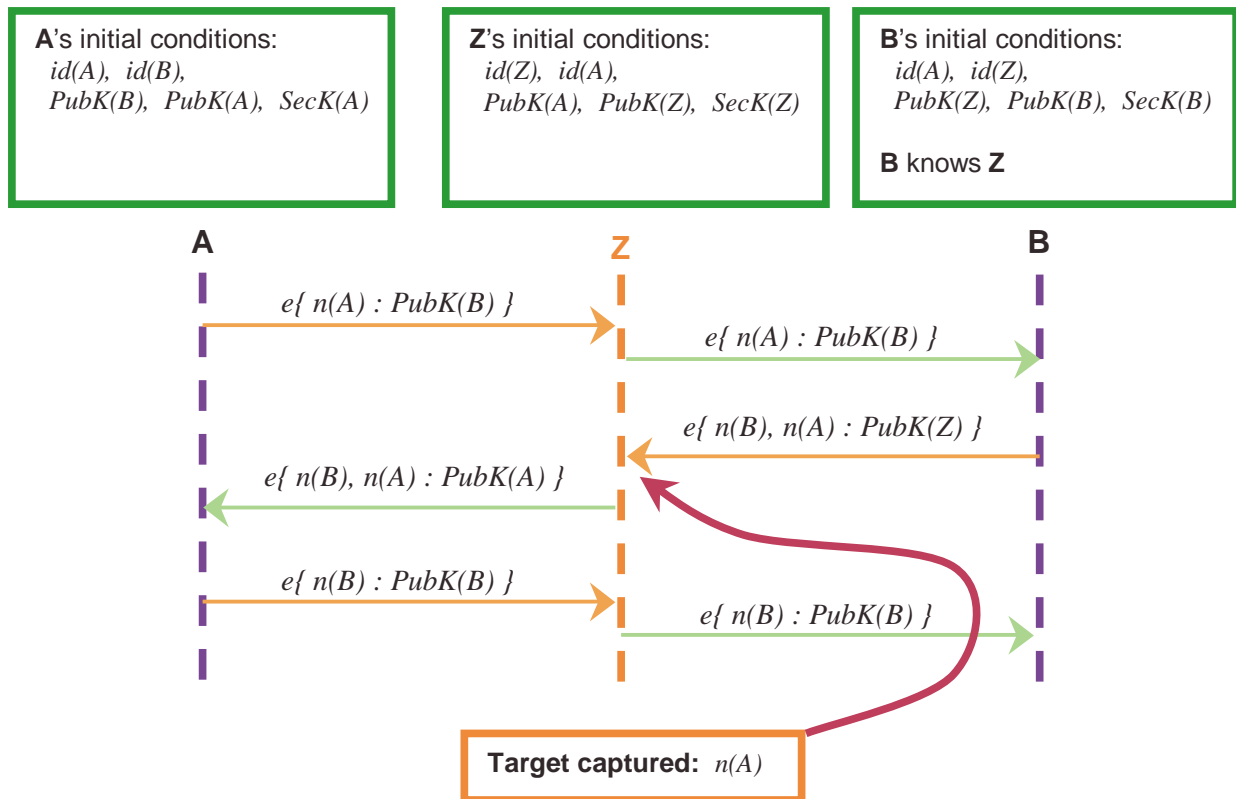 A's initial conditions:
id(A), id(B),
PubK(B), PubK(A), SecK(A)
Z's initial conditions:
id(Z), id(A),
PubK(A), PubK(Z), SecK(Z)
B's initial conditions:
id(A), id(Z),
PubK(Z), PubK(B), SecK(B)
B knows Z
A
Z
B
e{ n(A) : PubK(B) }
e{ n(A) : PubK(B) }
e{ n(B), n(A) : PubK(Z) }
e{ n(B), n(A) : PubK(A) }
e{ n(B) : PubK(B) }
e{ n(B) : PubK(B) }
Target captured: n(A)